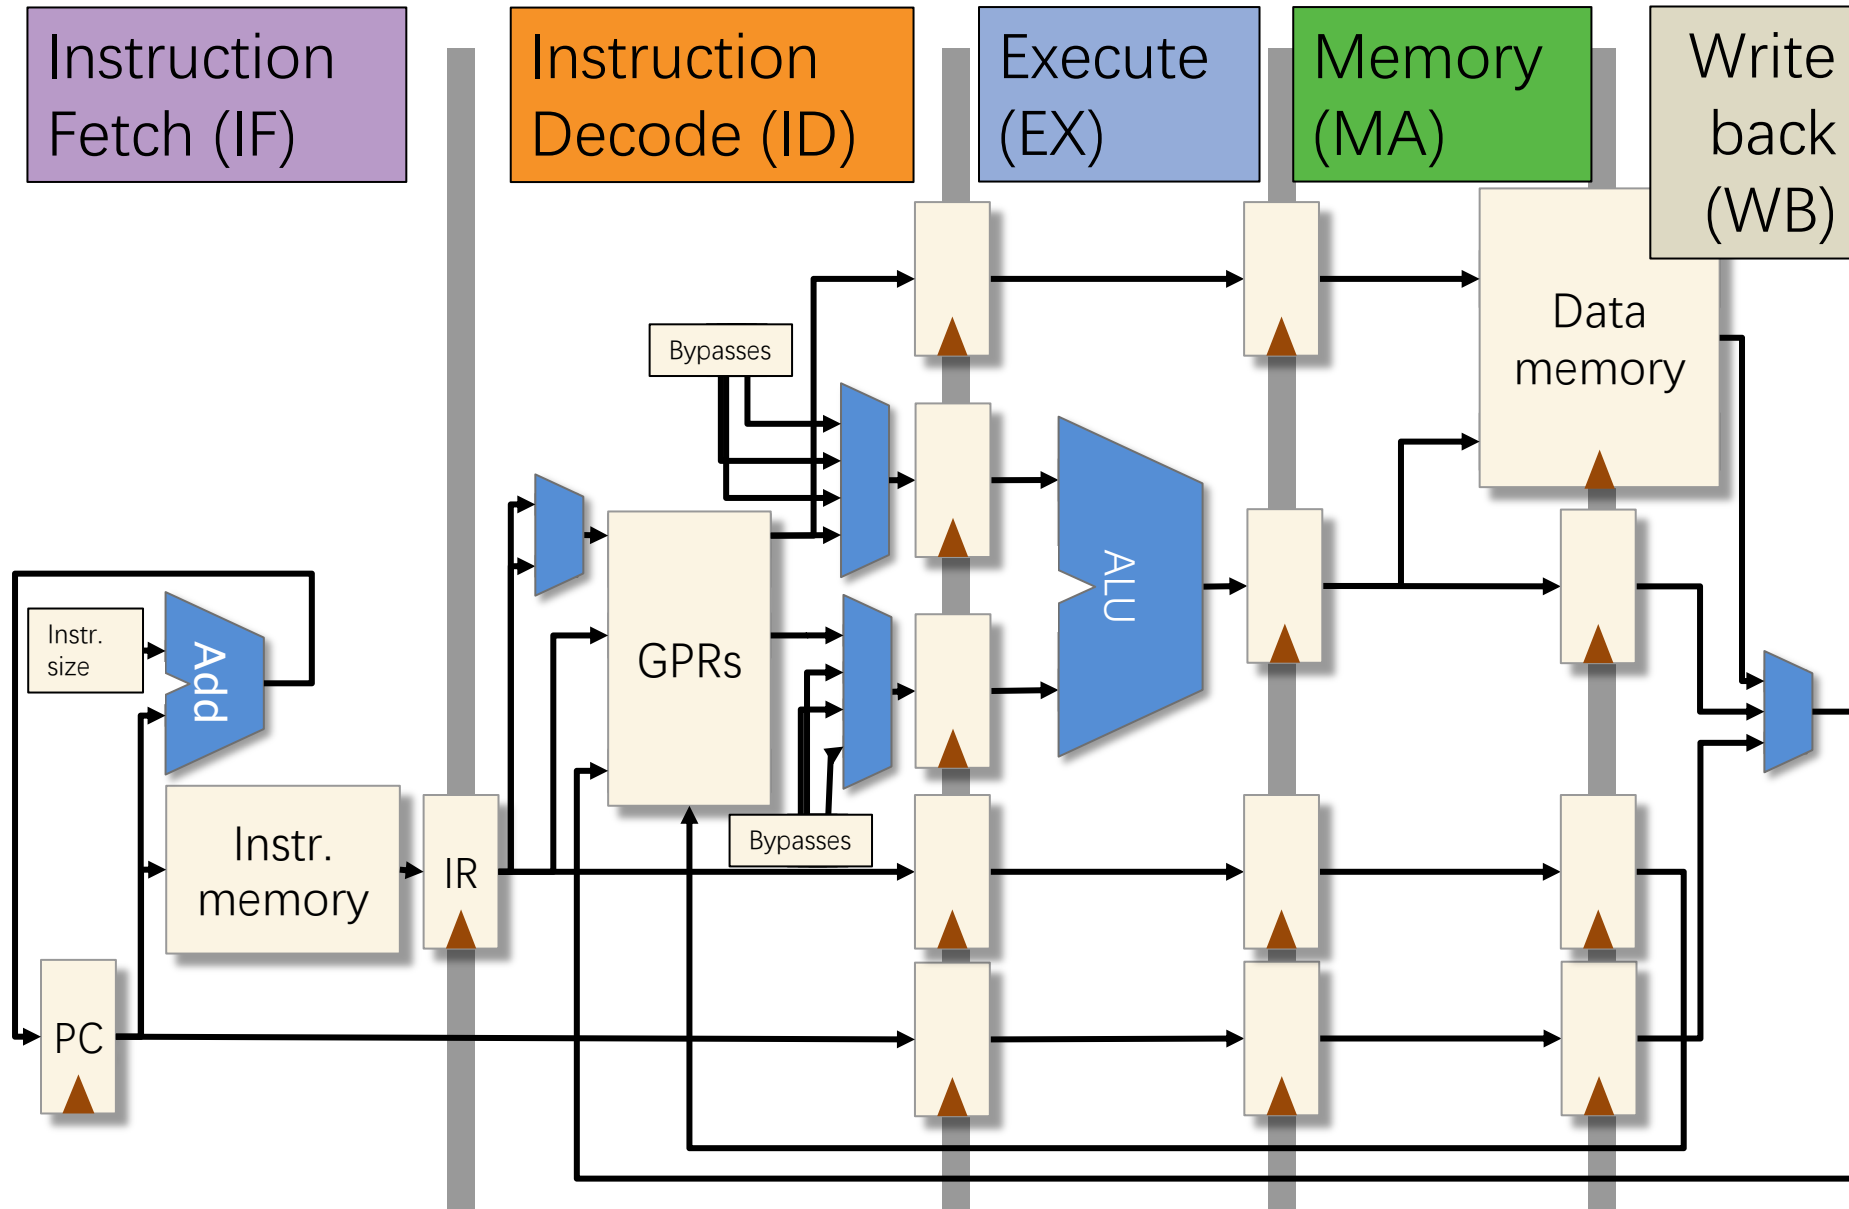 Instruction
Fetch (IF)
Instruction
Decode (ID)
Execute
(EX)
Memory
(MA)
Write
back
(WB)
Data
memory
Bypasses
ALU
Instr.
size
Add
GPRs
Bypasses
Instr.
memory
IR
PC